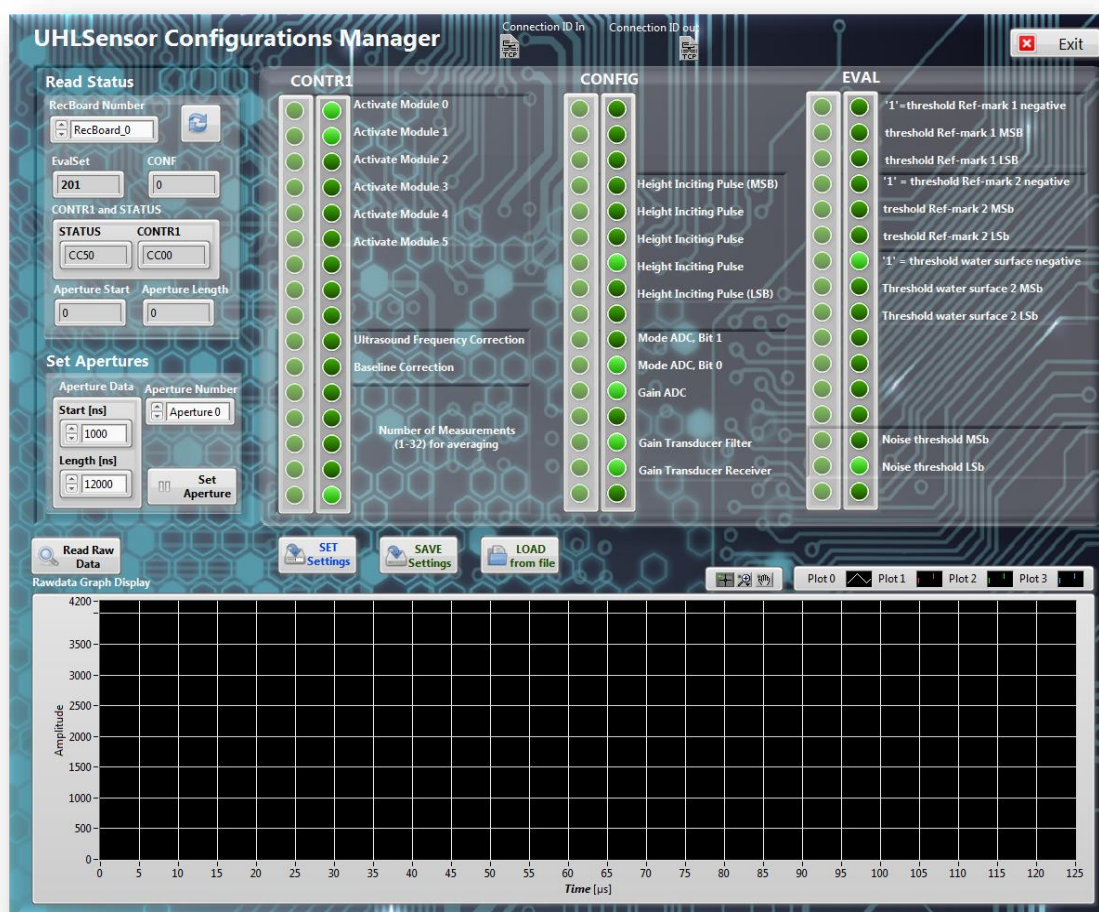 Connection ID In
Connection ID out
TCP
TCP
UHLSensor Configurations Manager
Exit
Read Status
RecBoard Number
RecBoard_0
EvalSet
CONF
201
0
CONTR1 and STATUS
STATUS
CONTR1
CC50
CC00
Aperture Start
Aperture Length
0
0
Set Apertures
Aperture Data
Aperture Number
Start [ns]
Aperture 0
1000
Length [ns]
12000
Set
Aperture
CONTR1
Activate Module 0
Activate Module 1
Activate Module 2
Activate Module 3
Activate Module 4
Activate Module 5
Ultrasound Frequency Correction
Baseline Correction
Number of Measurements
(1-32) for averaging
CONFIG
Height Inciting Pulse (MSB)
Height Inciting Pulse
Height Inciting Pulse
Height Inciting Pulse
Height Inciting Pulse (LSB)
Mode ADC, Bit 1
Mode ADC, Bit 0
Gain ADC
Gain Transducer Filter
Gain Transducer Receiver
EVAL
'1'=threshold Ref-mark 1 negative
threshold Ref-mark 1 MSB
threshold Ref-mark 1 LSB
'1' = threshold Ref-mark 2 negative
treshold Ref-mark 2 MSb
treshold Ref-mark 2 LSb
'1' = threshold water surface negative
Threshold water surface 2 MSb
Threshold water surface 2 LSb
Noise threshold MSb
Noise threshold LSb
Read Raw
Data
SET
Settings
SAVE
Settings
LOAD
from file
Rawdata Graph Display
Plot 0
Plot 1
Plot 2
Plot 3
4200
3500
3000
2500
2000
1500
1000
500
0
Amplitude
0 5 10 15 20 25 30 35 40 45 50 55 60 65 70 75 80 85 90 95 100 105 110 115 120 125
Time [µs]